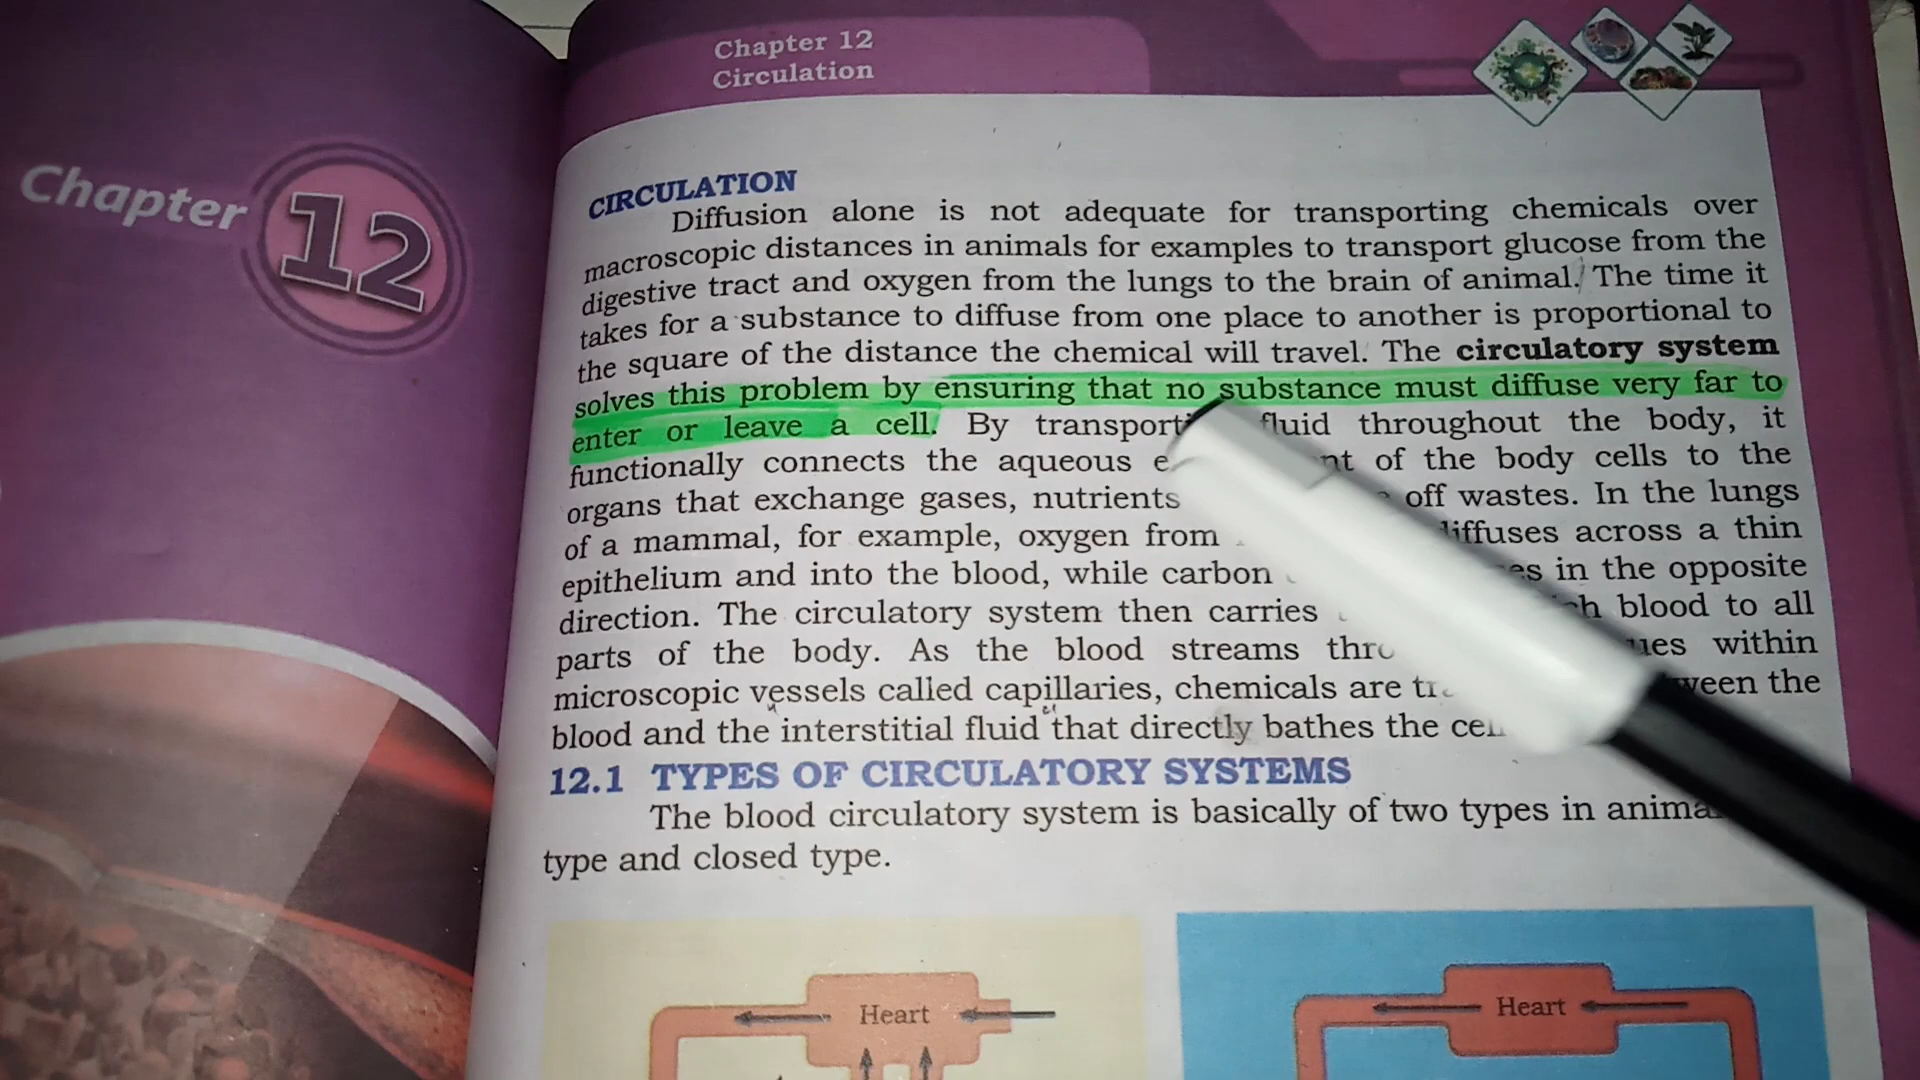 Chapter 12
Chapter 12
Circulation
CIRCULATION
Diffusion alone is not adequate for transporting chemicals over
macroscopic distances in animals for examples to transport glucose from the
digestive tract and oxygen from the lungs to the brain of animal. The time it
takes for a substance to diffuse from one place to another is proportional to
the square of the distance the chemical will travel. The circulatory system
solves this problem by ensuring that no substance must diffuse very far to
enter or leave a cell. By fluid throughout the body, it
functionally connects the aqueous of the body cells to the
organs that exchange gases, nutrients off wastes. In the lungs
of a mammal, for example, oxygen from diffuses across a thin
epithelium and into the blood, while carbon in the opposite
direction. The circulatory system then carries blood to all
parts of the body. As the blood streams within
microscopic vessels called capillaries, chemicals are the
blood and the interstitial fluid that directly bathes the
12.1 TYPES OF CIRCULATORY SYSTEMS
The blood circulatory system is basically of two types in
type and closed type.
Heart
Heart